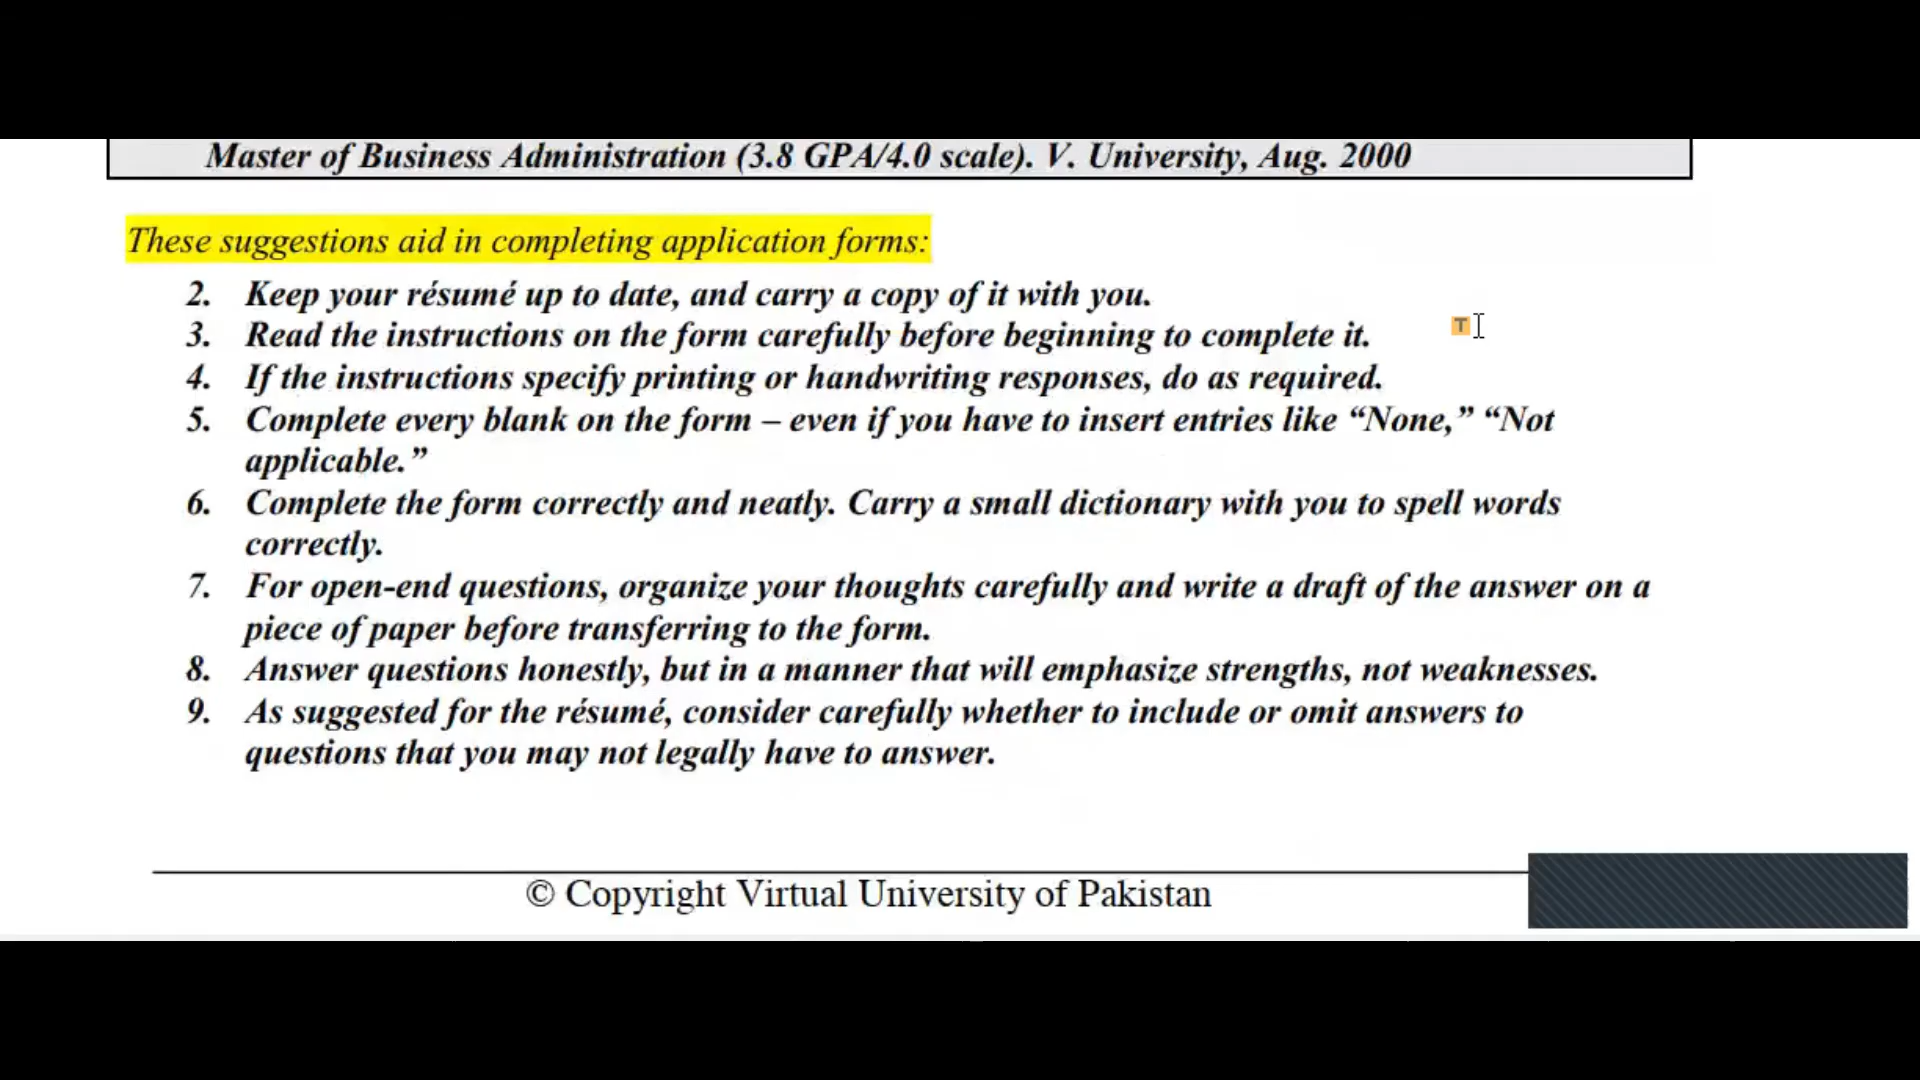 Master of Business Administration (3.8 GPA/4.0 scale). V. University, Aug. 2000
These suggestions aid in completing application forms:
2. Keep your résumé up to date, and carry a copy of it with you.
3. Read the instructions on the form carefully before beginning to complete it.
T
4. If the instructions specify printing or handwriting responses, do as required.
5. Complete every blank on the form – even if you have to insert entries like “None,” “Not
applicable.”
6. Complete the form correctly and neatly. Carry a small dictionary with you to spell words
correctly.
7. For open-end questions, organize your thoughts carefully and write a draft of the answer on a
piece of paper before transferring to the form.
8. Answer questions honestly, but in a manner that will emphasize strengths, not weaknesses.
9. As suggested for the résumé, consider carefully whether to include or omit answers to
questions that you may not legally have to answer.
© Copyright Virtual University of Pakistan